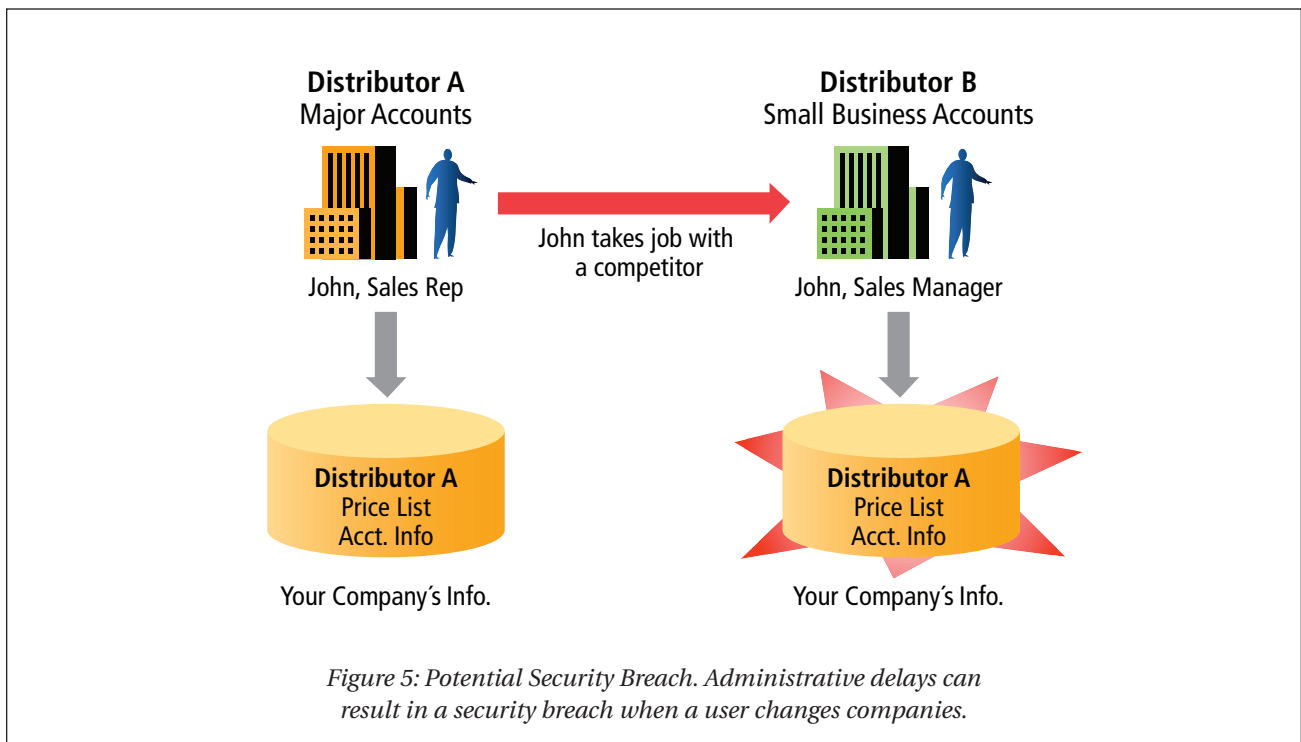 Distributor A
Major Accounts
Distributor B
Small Business Accounts
John takes job with
a competitor
John, Sales Rep
John, Sales Manager
Distributor A
Price List
Acct. Info
Distributor A
Price List
Acct. Info
Your Company´s Info.
Your Company´s Info.
Figure 5: Potential Security Breach. Administrative delays can
result in a security breach when a user changes companies.